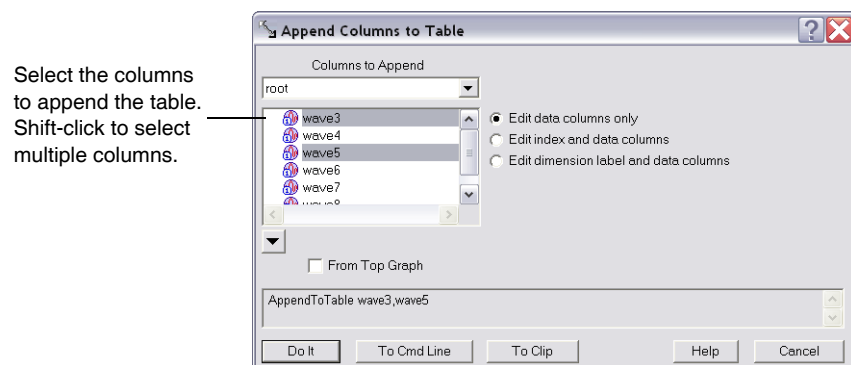 Append Columns to Table
Select the columns
to append the table.
Shift-click to select
multiple columns.
Columns to Append
root
wave3
wave4
wave5
wave6
wave7
wave8
Edit data columns only
Edit index and data columns
Edit dimension label and data columns
From Top Graph
AppendToTable wave3,wave5
Do It
To Cmd Line
To Clip
Help
Cancel